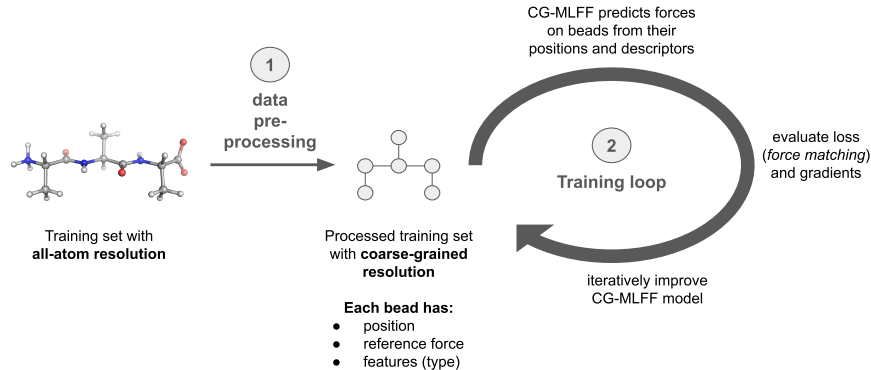 1
data
pre-
processing
Training set with
all-atom resolution
Processed training set
with coarse-grained
resolution
Each bead has:
● position
● reference force
● features (type)
CG-MLFF predicts forces
on beads from their
positions and descriptors
2
Training loop
evaluate loss
(force matching)
and gradients
iteratively improve
CG-MLFF model